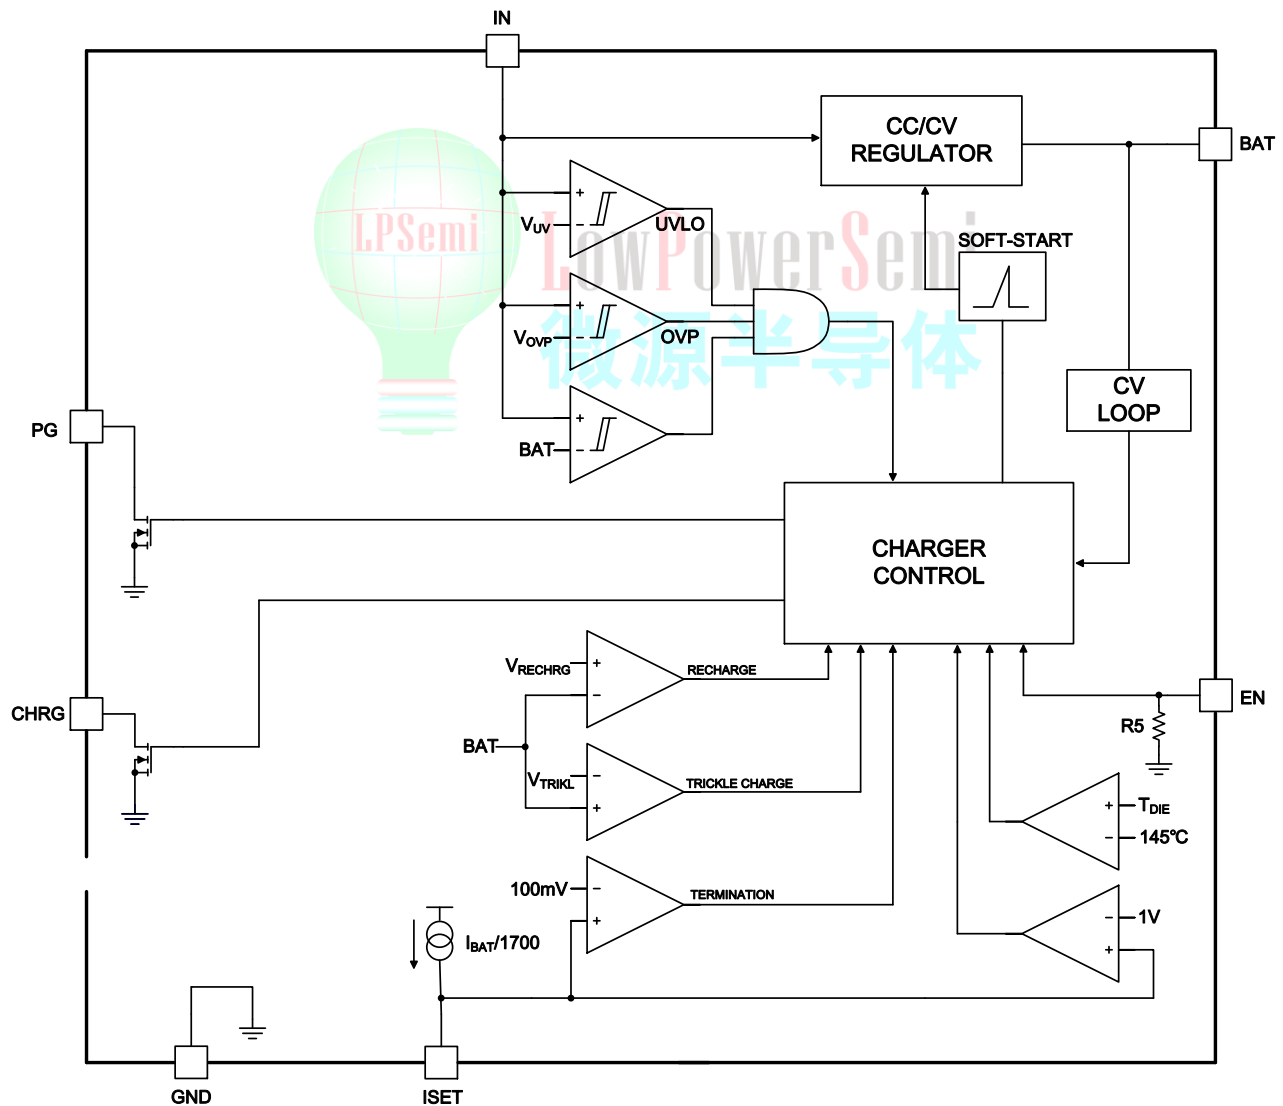 IN
CC/CV
REGULATOR
BAT
+
VUV
-
UVLO
LPSemi
LowPowerSemi
SOFT-START
+
VOVP
-
OVP
微源半导体
CV
LOOP
PG
+
BAT
-
CHARGER
CONTROL
VRECHRG
+
-
RECHARGE
EN
CHRG
R5
BAT
VTRIKL
-
+
TRICKLE CHARGE
+
TDIE
-
145℃
100mV
-
+
TERMINATION
-
1V
+
IBAT/1700
GND
ISET